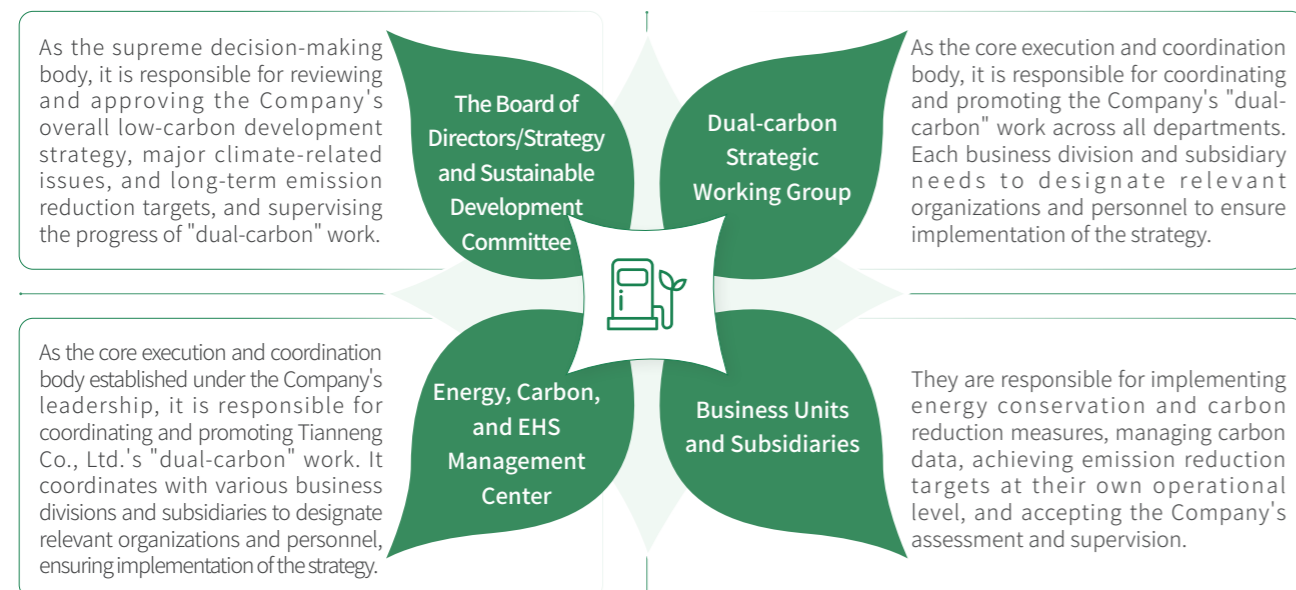 As the supreme decision-making
body, it is responsible for reviewing
and approving the Company's
overall low-carbon development
strategy, major climate-related
issues, and long-term emission
reduction targets, and supervising
the progress of "dual-carbon" work.
The Board of
Directors/Strategy
and Sustainable
Development
Committee
Dual-carbon
Strategic
Working Group
As the core execution and coordination
body, it is responsible for coordinating
and promoting the Company's "dual-
carbon" work across all departments.
Each business division and subsidiary
needs to designate relevant
organizations and personnel to ensure
implementation of the strategy.
As the core execution and coordination
body established under the Company's
leadership, it is responsible for
coordinating and promoting Tianneng
Co., Ltd.'s "dual-carbon" work. It
coordinates with various business
divisions and subsidiaries to designate
relevant organizations and personnel,
ensuring implementation of the strategy.
Energy, Carbon,
and EHS
Management
Center
Business Units
and Subsidiaries
They are responsible for implementing
energy conservation and carbon
reduction measures, managing carbon
data, achieving emission reduction
targets at their own operational
level, and accepting the Company's
assessment and supervision.